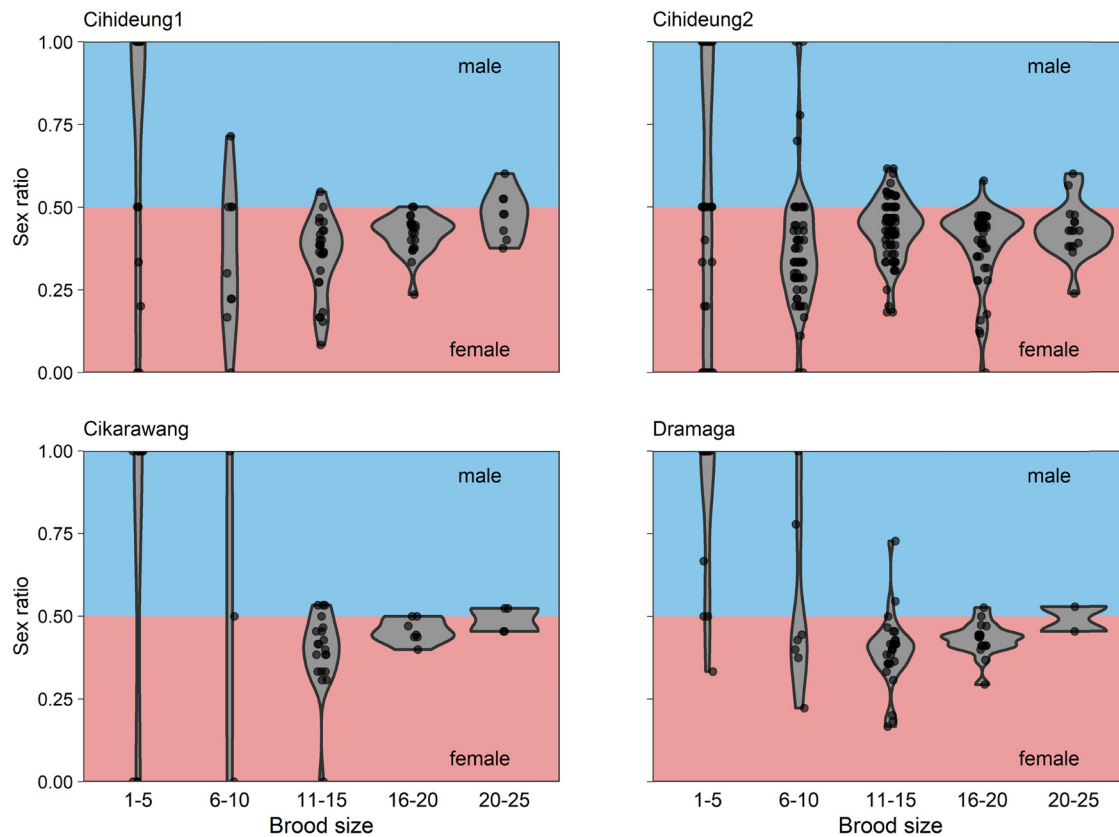 Cihideung1
Cihideung2
1.00
0.75
0.50
0.25
0.00
Sex ratio
male
female
male
female
Cikarawang
Dramaga
1.00
0.75
0.50
0.25
0.00
Sex ratio
male
female
male
female
1-5 6-10 11-15 16-20 20-25
Brood size
1-5 6-10 11-15 16-20 20-25
Brood size